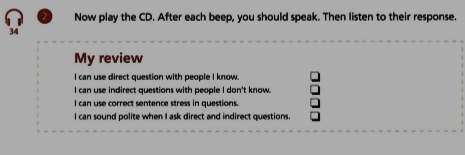 2 Now play the CD. After each beep, you should speak. Then listen to their response.
34
My review
I can use direct question with people I know.
I can use indirect questions with people I don't know.
I can use correct sentence stress in questions.
I can sound polite when I ask direct and indirect questions.